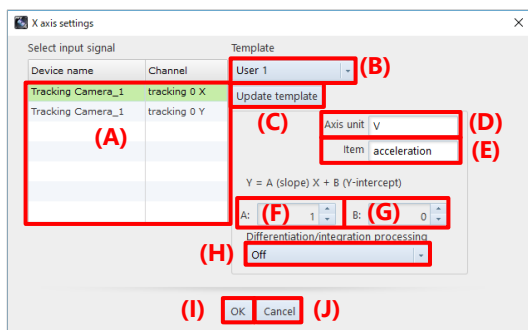 X axis settings
Select input signal
Template
Device name Channel
User 1 (B)
Tracking Camera_1 tracking 0 X
Update template
Tracking Camera_1 tracking 0 Y
(A) (C)
Axis unit V (D)
Item acceleration (E)
Y = A (slope) X + B (Y-intercept)
A: (F) 1 B: (G) 0
Differentiation/integration processing
(H) Off
(I) OK Cancel (J)